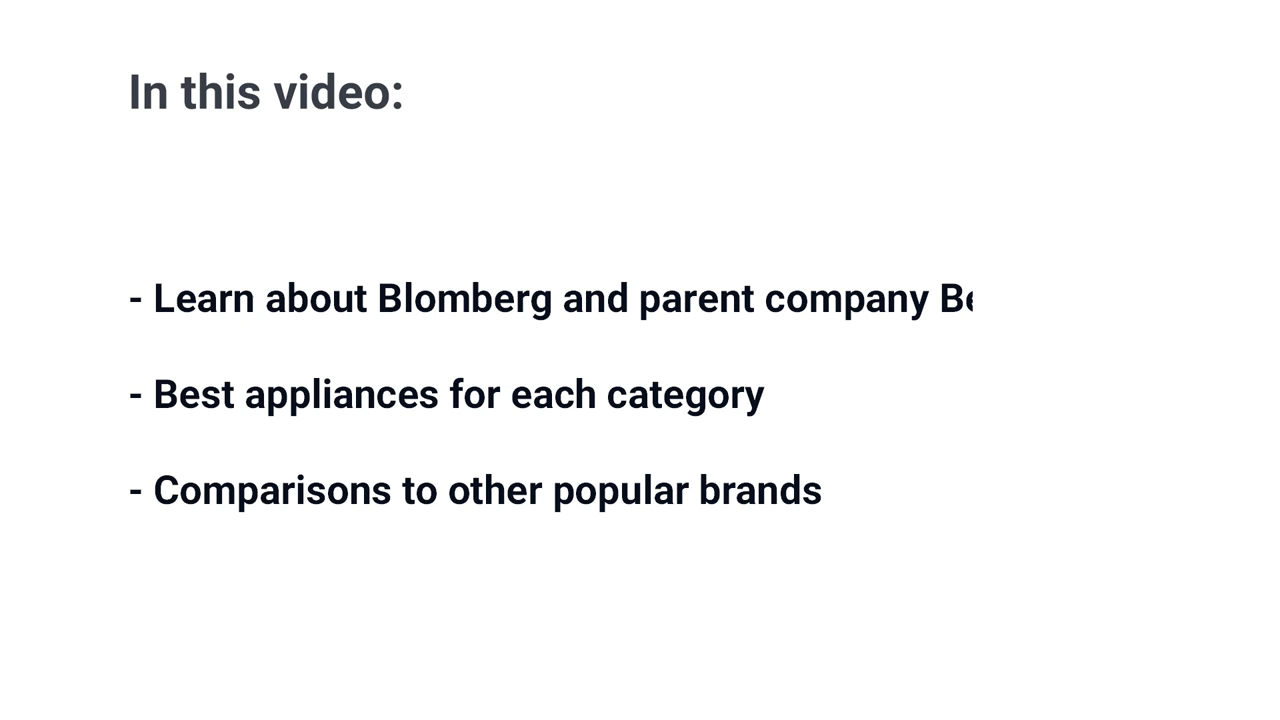 In this video:
- Learn about Blomberg and parent company
- Best appliances for each category
- Comparisons to other popular brands